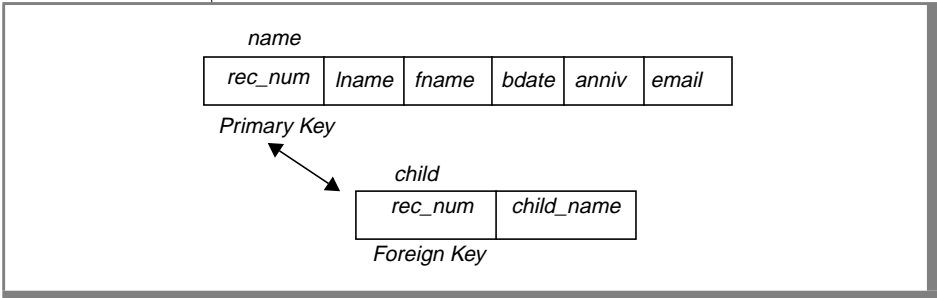 name
rec_num lname fname bdate anniv email
Primary Key
child
rec_num child_name
Foreign Key